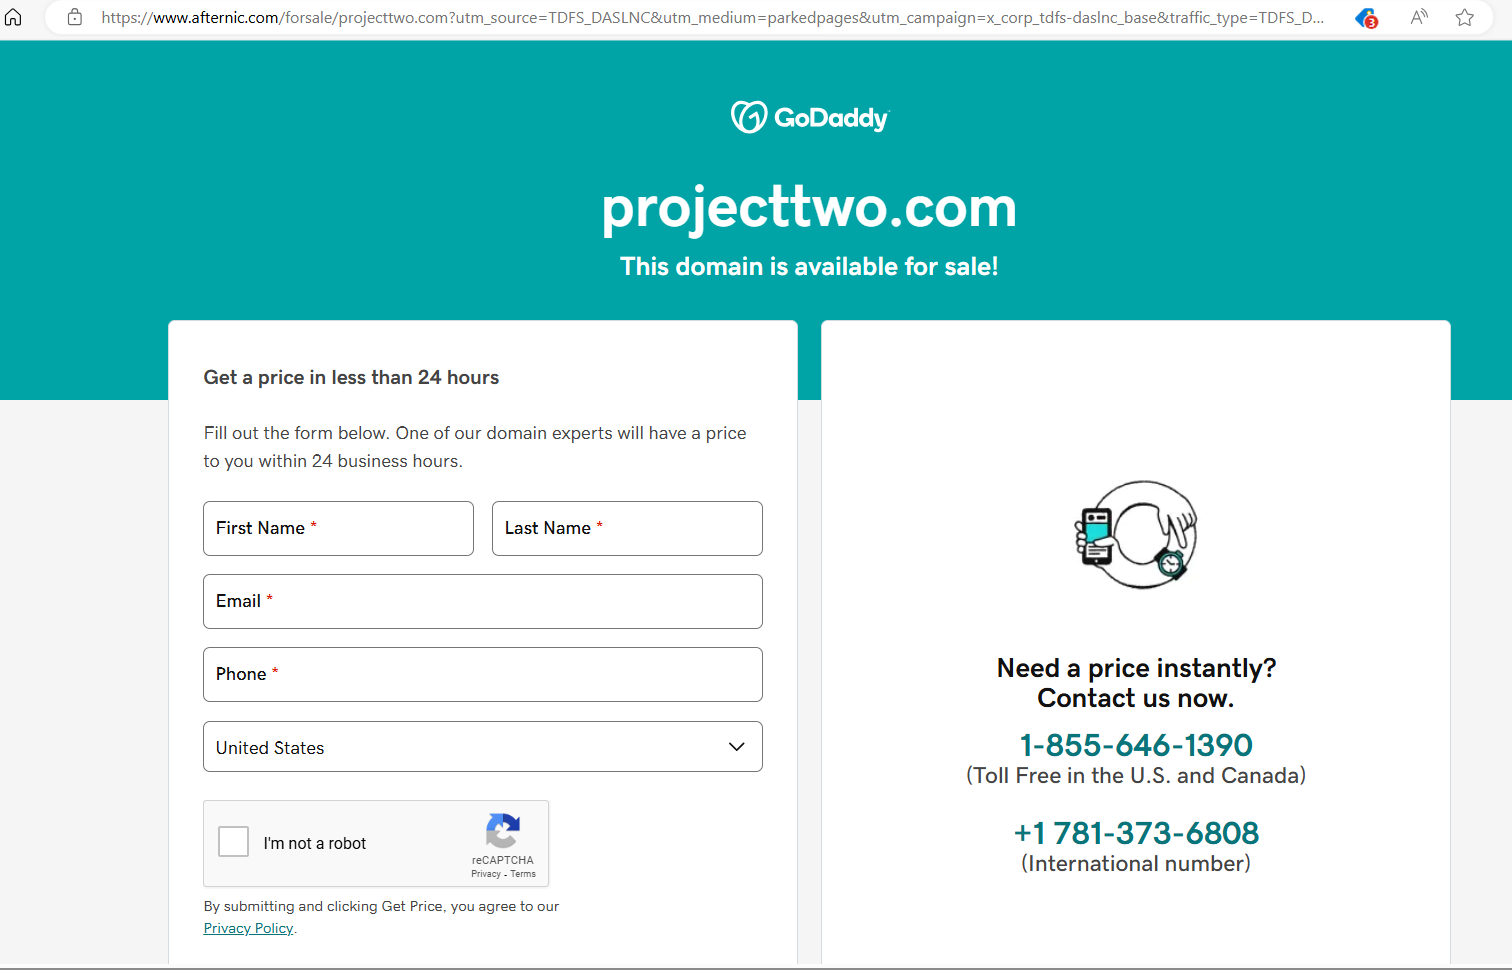 https://www.afternic.com/forsale/projecttwo.com?utm_source=TDFS_DASLNC&utm_medium=parkedpages&utm_campaign=x_corp_tdfs-daslnc_base&traffic_type=TDFS_D...
3
GoDaddy
projecttwo.com
This domain is available for sale!
Get a price in less than 24 hours
Fill out the form below. One of our domain experts will have a price
to you within 24 business hours.
First Name *
Last Name *
Email *
Phone *
United States
I'm not a robot
reCAPTCHA
Privacy - Terms
By submitting and clicking Get Price, you agree to our
Privacy Policy.
Need a price instantly?
Contact us now.
1-855-646-1390
(Toll Free in the U.S. and Canada)
+1 781-373-6808
(International number)